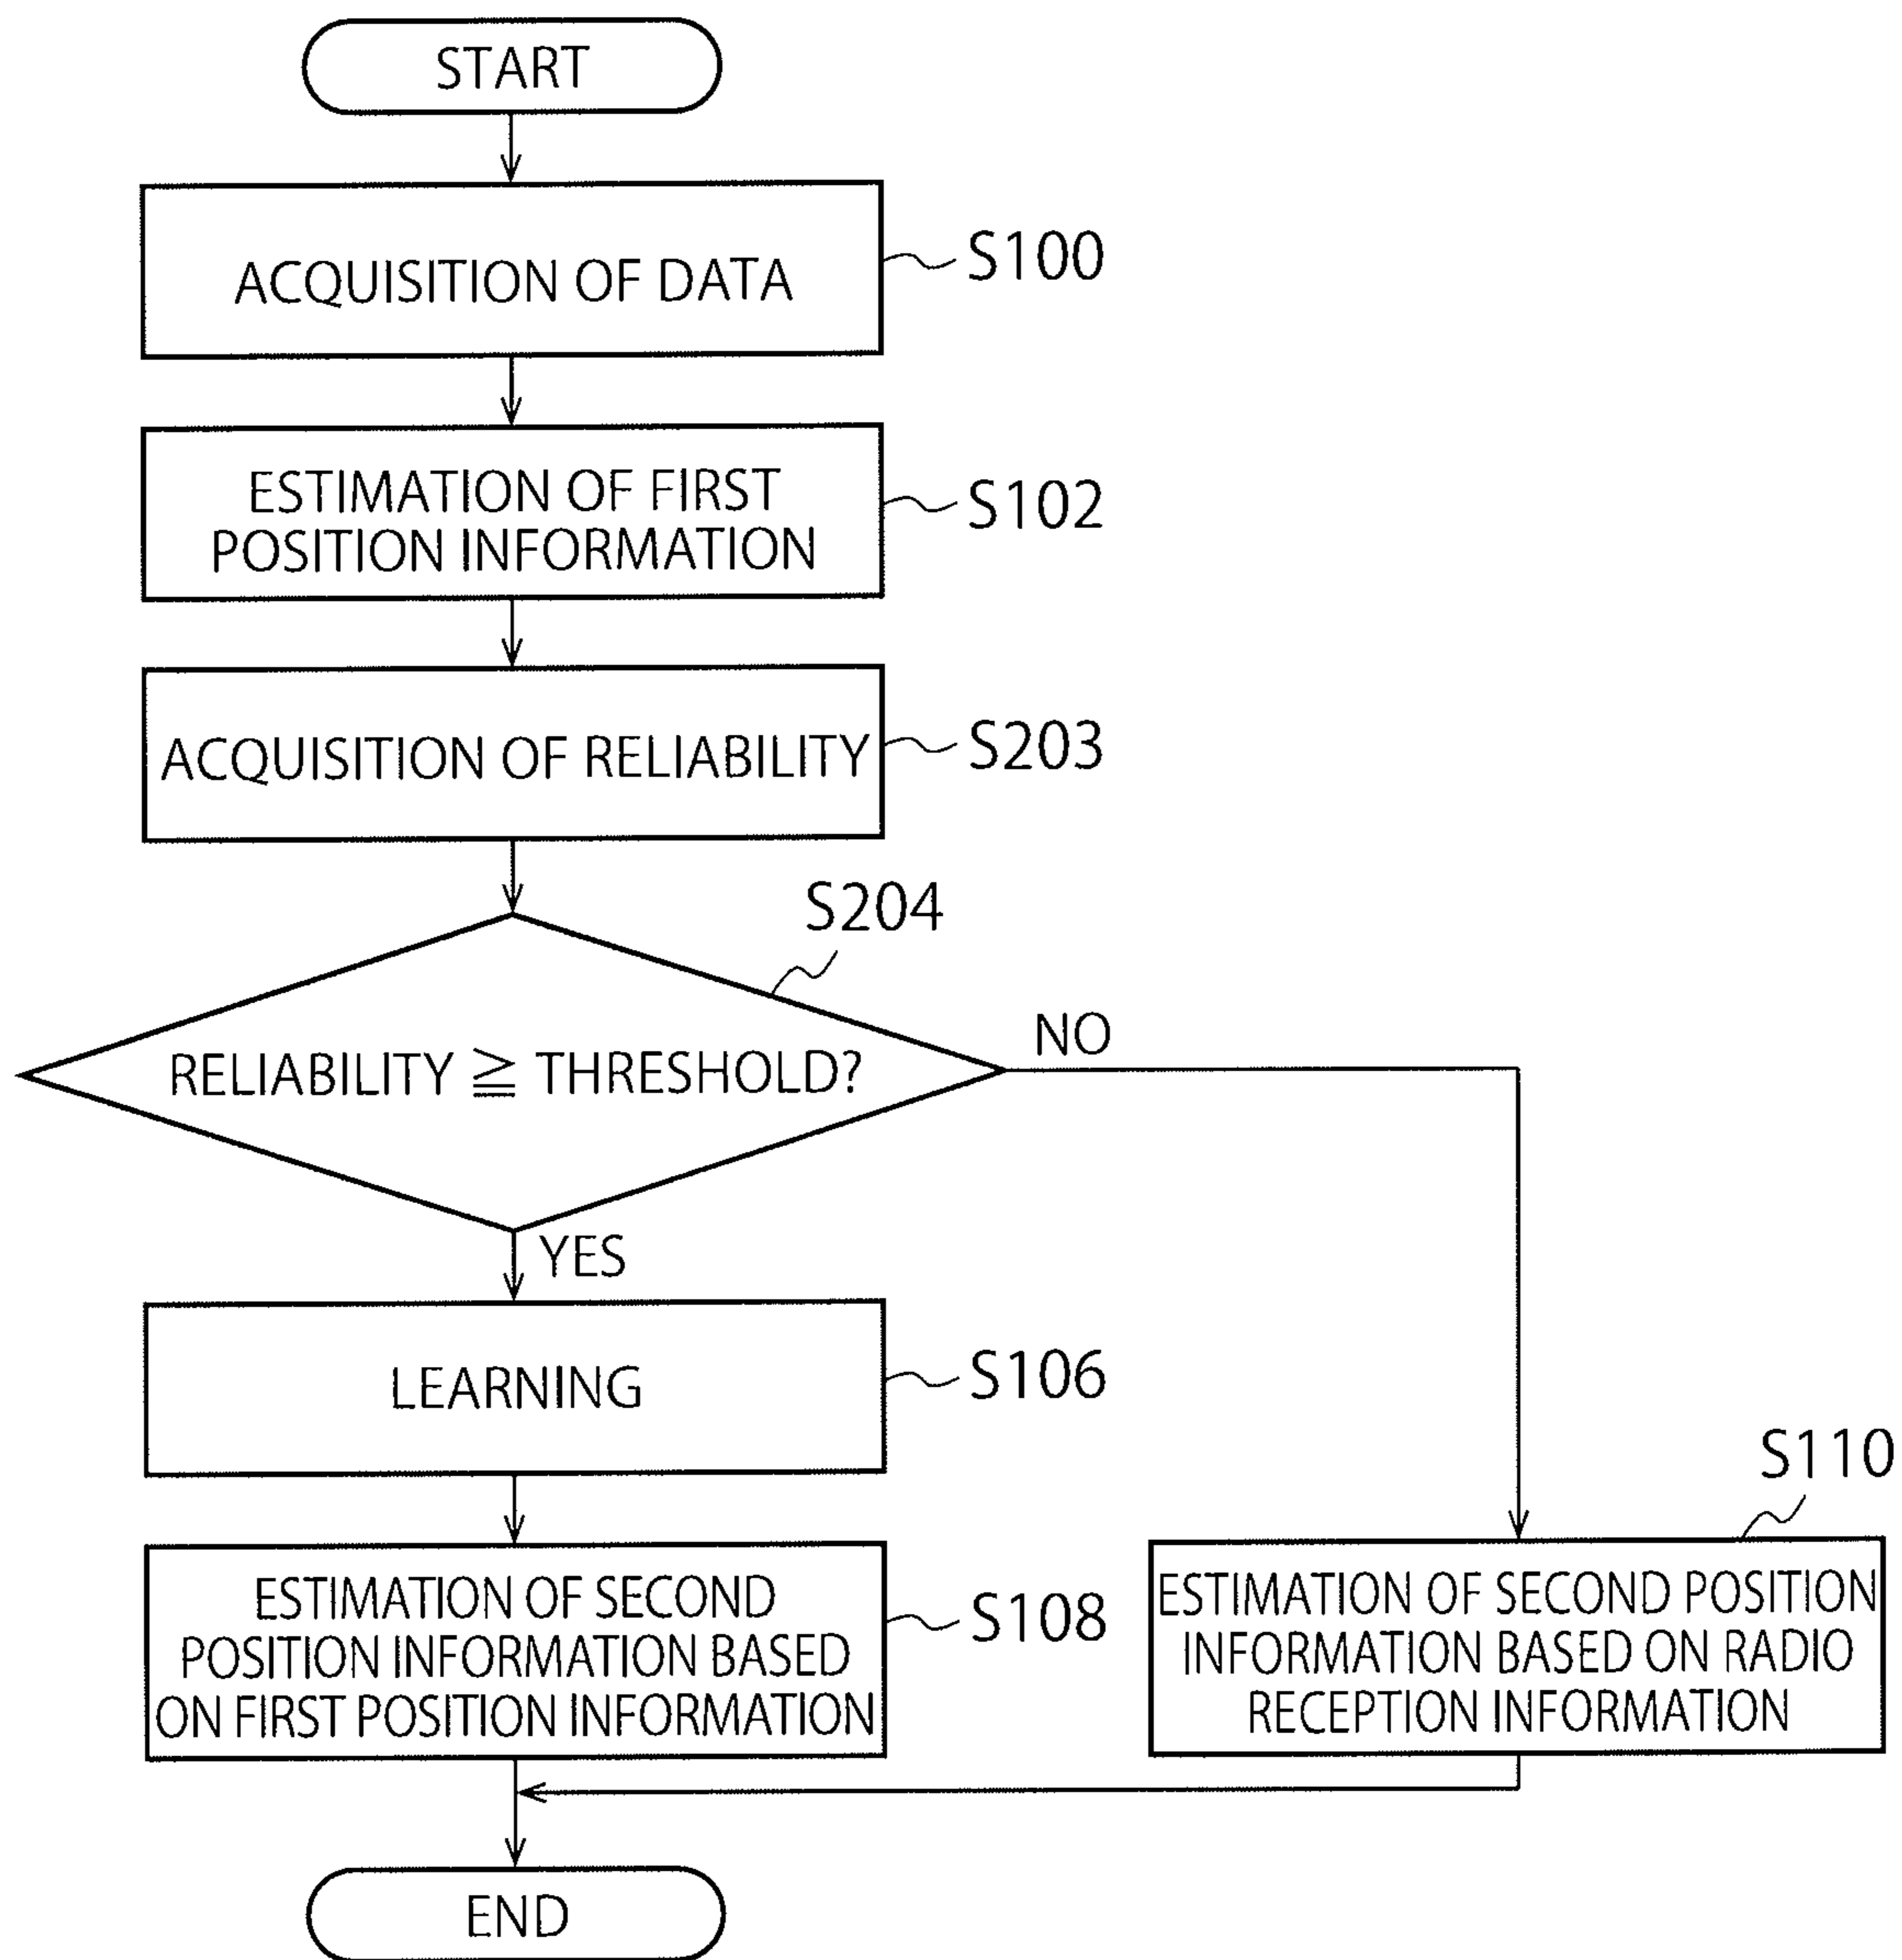 START
ACQUISITION OF DATA
S100
ESTIMATION OF FIRST
POSITION INFORMATION
S102
ACQUISITION OF RELIABILITY
S203
S204
RELIABILITY ≧ THRESHOLD?
NO
YES
LEARNING
S106
S110
ESTIMATION OF SECOND
POSITION INFORMATION BASED
ON FIRST POSITION INFORMATION
S108
ESTIMATION OF SECOND POSITION
INFORMATION BASED ON RADIO
RECEPTION INFORMATION
END